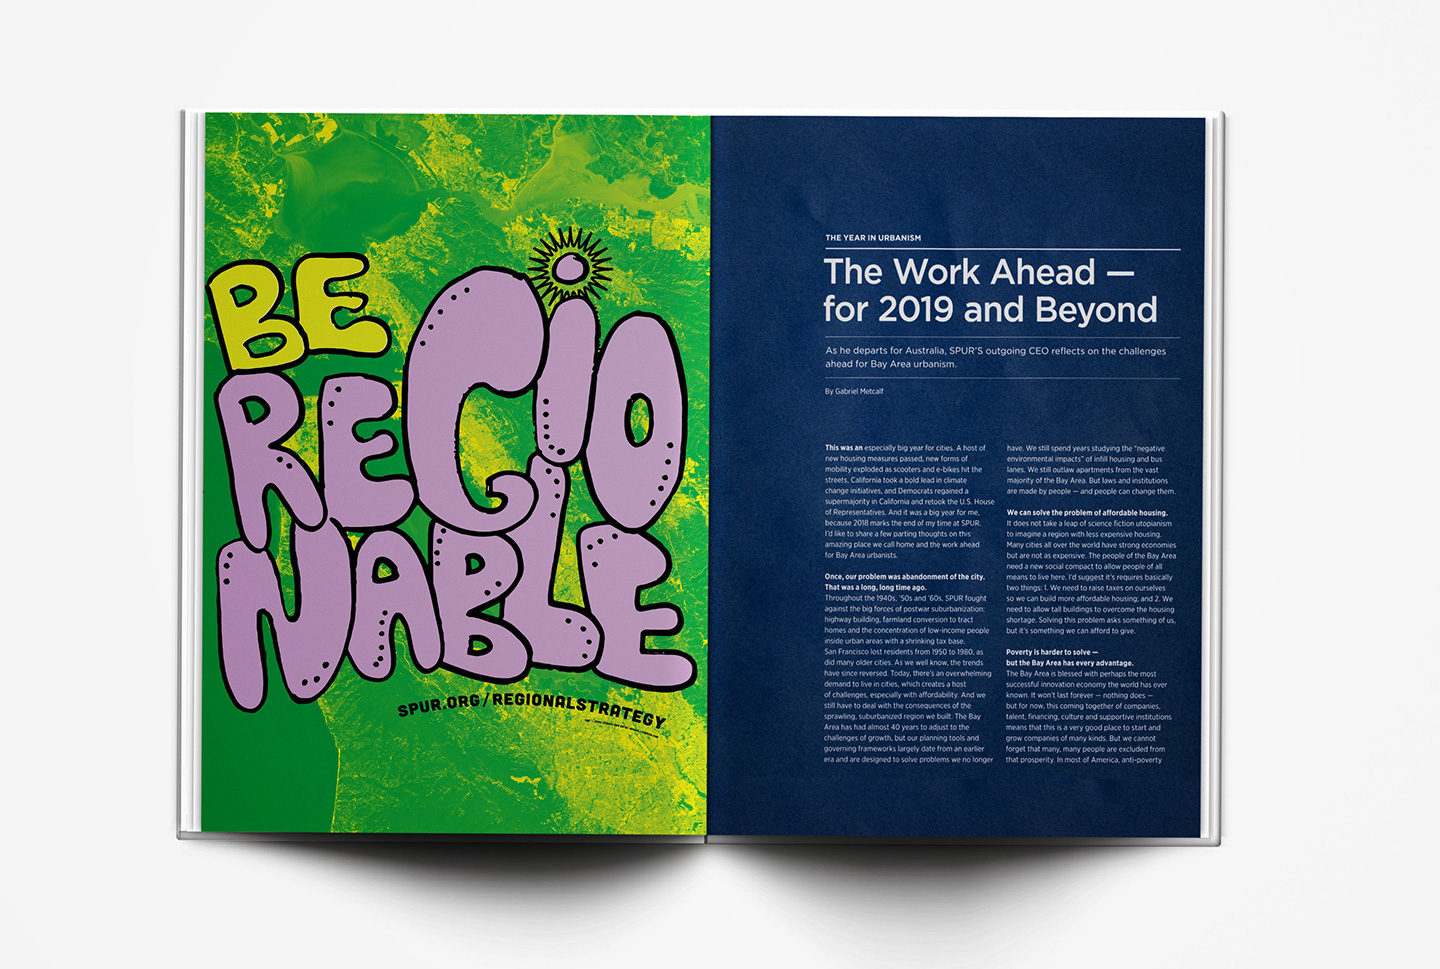 BE
REGIO
NABLE
SPUR.ORG/REGIONALSTRATEGY
THE YEAR IN URBANISM
The Work Ahead —
for 2019 and Beyond
As he departs for Australia, SPUR'S outgoing CEO reflects on the challenges
ahead for Bay Area urbanism.
By Gabriel Metcalf
This was an especially big year for cities. A host of
new housing measures passed, new forms of
mobility exploded as scooters and e-bikes hit the
streets, California took a bold lead in climate
change initiatives, and Democrats regained a
supermajority in California and retook the U.S. House
of Representatives. And it was a big year for me,
because 2018 marks the end of my time at SPUR.
I'd like to share a few parting thoughts on this
amazing place we call home and the work ahead
for Bay Area urbanists.
Once, our problem was abandonment of the city.
That was a long, long time ago.
Throughout the 1940s, '50s and '60s, SPUR fought
against the big forces of postwar suburbanization:
highway building, farmland conversion to tract
homes and the concentration of low-income people
inside urban areas with a shrinking tax base.
San Francisco lost residents from 1950 to 1980, as
did many older cities. As we well know, the trends
have since reversed. Today, there's an overwhelming
demand to live in cities, which creates a host
of challenges, especially with affordability. And we
still have to deal with the consequences of the
sprawling, suburbanized region we built. The Bay
Area has had almost 40 years to adjust to the
challenges of growth, but our planning tools and
governing frameworks largely date from an earlier
era and are designed to solve problems we no longer
have. We still spend years studying the "negative
environmental impacts" of infill housing and bus
lanes. We still outlaw apartments from the vast
majority of the Bay Area. But laws and institutions
are made by people — and people can change them.
We can solve the problem of affordable housing.
It does not take a leap of science fiction utopianism
to imagine a region with less expensive housing.
Many cities all over the world have strong economies
but are not as expensive. The people of the Bay Area
need a new social compact to allow people of all
means to live here. I'd suggest it's requires basically
two things: 1. We need to raise taxes on ourselves
so we can build more affordable housing; and 2. We
need to allow tall buildings to overcome the housing
shortage. Solving this problem asks something of us,
but it's something we can afford to give.
Poverty is harder to solve —
but the Bay Area has every advantage.
The Bay Area is blessed with perhaps the most
successful innovation economy the world has ever
known. It won't last forever — nothing does —
but for now, this coming together of companies,
talent, financing, culture and supportive institutions
means that this is a very good place to start and
grow companies of many kinds. But we cannot
forget that many, many people are excluded from
that prosperity. In most of America, anti-poverty